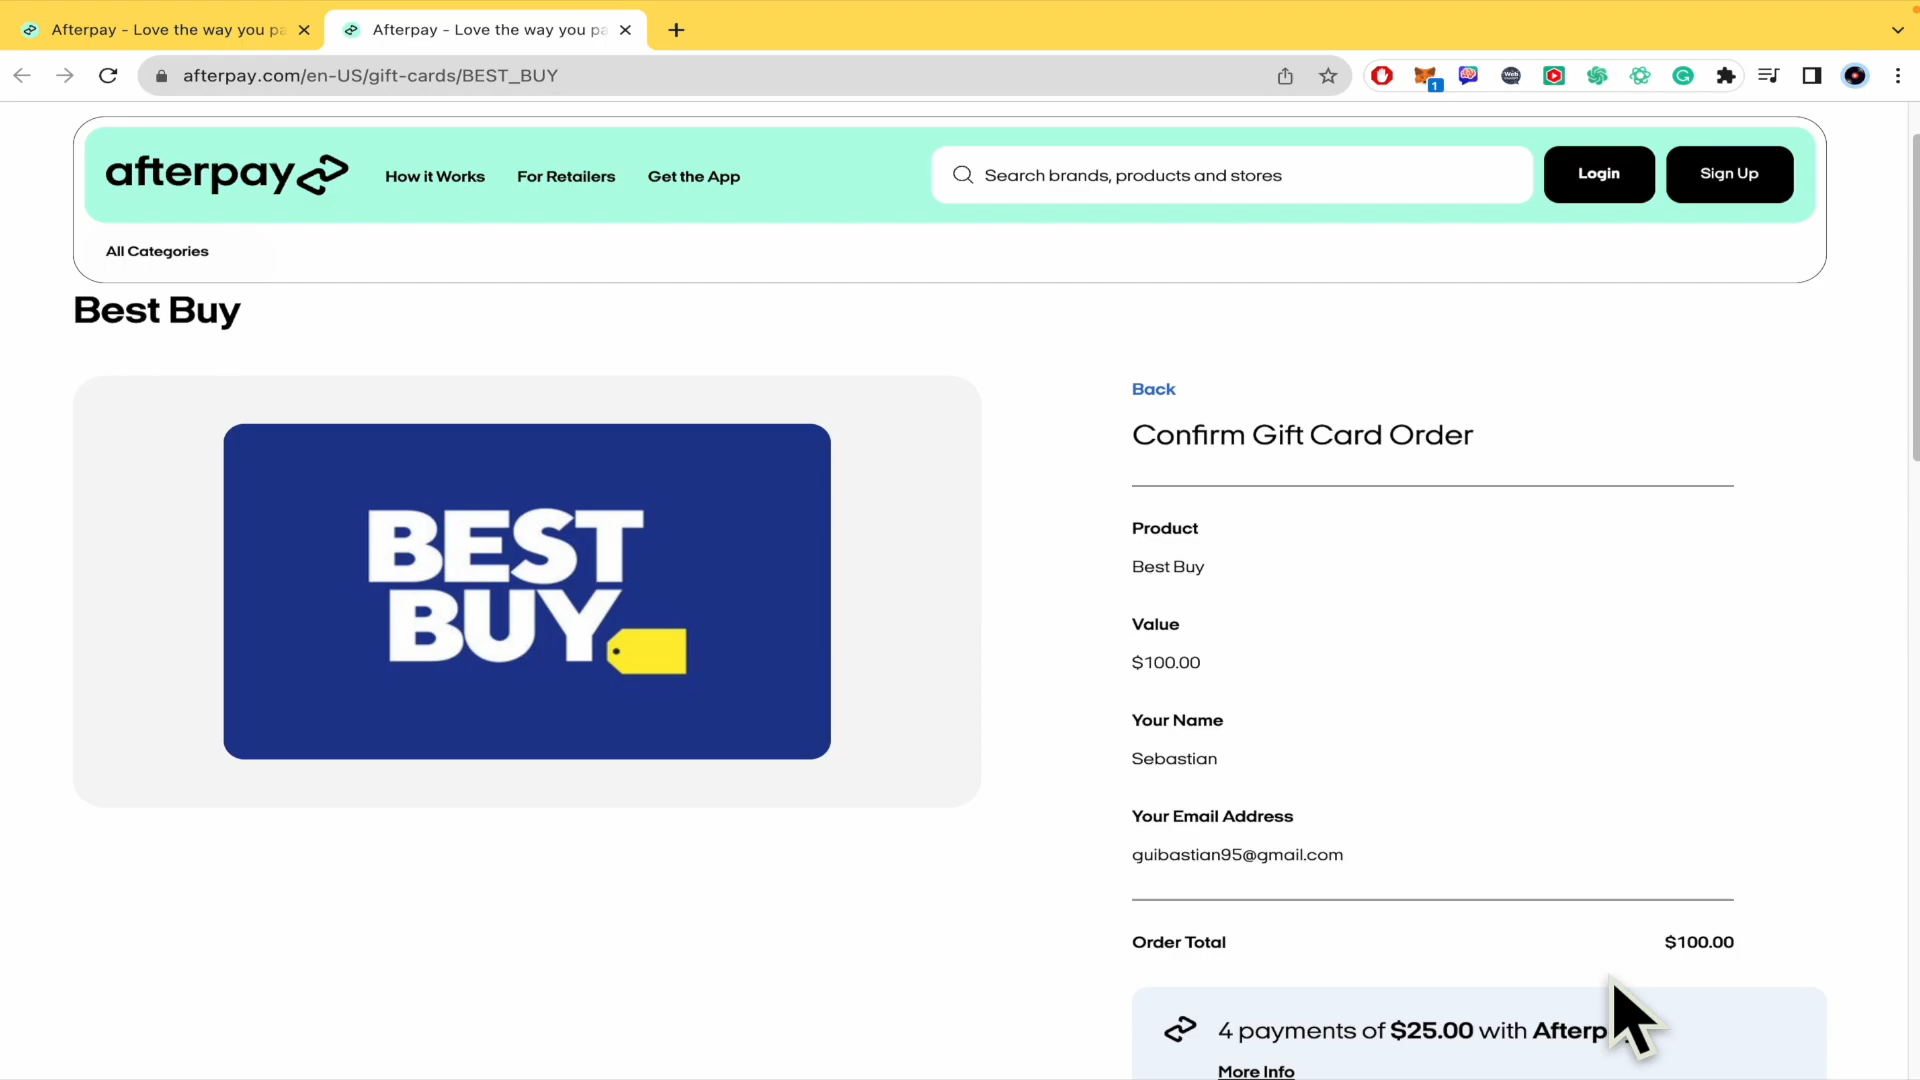 Afterpay - Love the way you pa
Afterpay - Love the way you pa
afterpay.com/en-US/gift-cards/BEST_BUY
1
Web
afterpay
How it Works
For Retailers
Get the App
Search brands, products and stores
Login
Sign Up
All Categories
Best Buy
BEST
BUY
Back
Confirm Gift Card Order
Product
Best Buy
Value
$100.00
Your Name
Sebastian
Your Email Address
guibastian95@gmail.com
Order Total $100.00
4 payments of $25.00 with Afterp
More Info